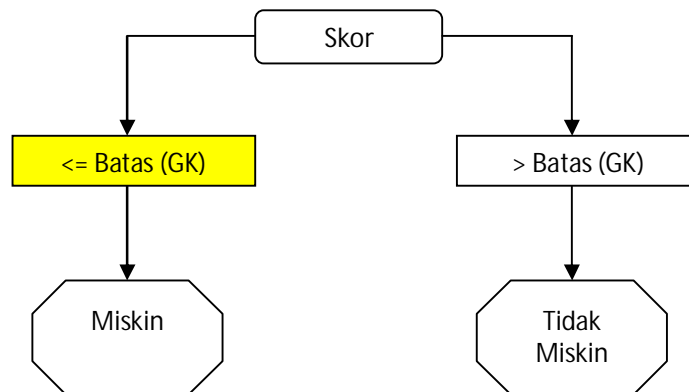 Skor
<= Batas (GK)
> Batas (GK)
Miskin
Tidak
Miskin